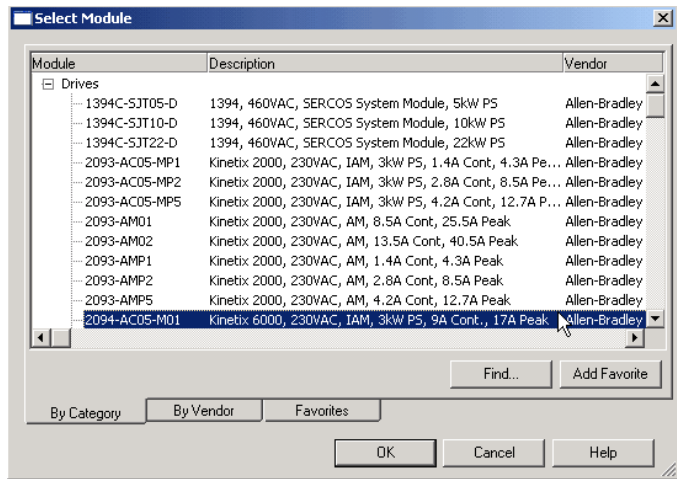 Select Module
Module Description Vendor
Drives
1394C-SJT05-D 1394, 460VAC, SERCOS System Module, 5kW PS Allen-Bradley
1394C-SJT10-D 1394, 460VAC, SERCOS System Module, 10kW PS Allen-Bradley
1394C-SJT22-D 1394, 460VAC, SERCOS System Module, 22kW PS Allen-Bradley
2093-AC05-MP1 Kinetix 2000, 230VAC, IAM, 3kW PS, 1.4A Cont, 4.3A Pe... Allen-Bradley
2093-AC05-MP2 Kinetix 2000, 230VAC, IAM, 3kW PS, 2.8A Cont, 8.5A Pe... Allen-Bradley
2093-AC05-MP5 Kinetix 2000, 230VAC, IAM, 3kW PS, 4.2A Cont, 12.7A P... Allen-Bradley
2093-AM01 Kinetix 2000, 230VAC, AM, 8.5A Cont, 25.5A Peak Allen-Bradley
2093-AM02 Kinetix 2000, 230VAC, AM, 13.5A Cont, 40.5A Peak Allen-Bradley
2093-AMP1 Kinetix 2000, 230VAC, AM, 1.4A Cont, 4.3A Peak Allen-Bradley
2093-AMP2 Kinetix 2000, 230VAC, AM, 2.8A Cont, 8.5A Peak Allen-Bradley
2093-AMP5 Kinetix 2000, 230VAC, AM, 4.2A Cont, 12.7A Peak Allen-Bradley
2094-AC05-M01 Kinetix 6000, 230VAC, IAM, 3kW PS, 9A Cont., 17A Peak Allen-Bradley
Find... Add Favorite
By Category By Vendor Favorites
OK Cancel Help